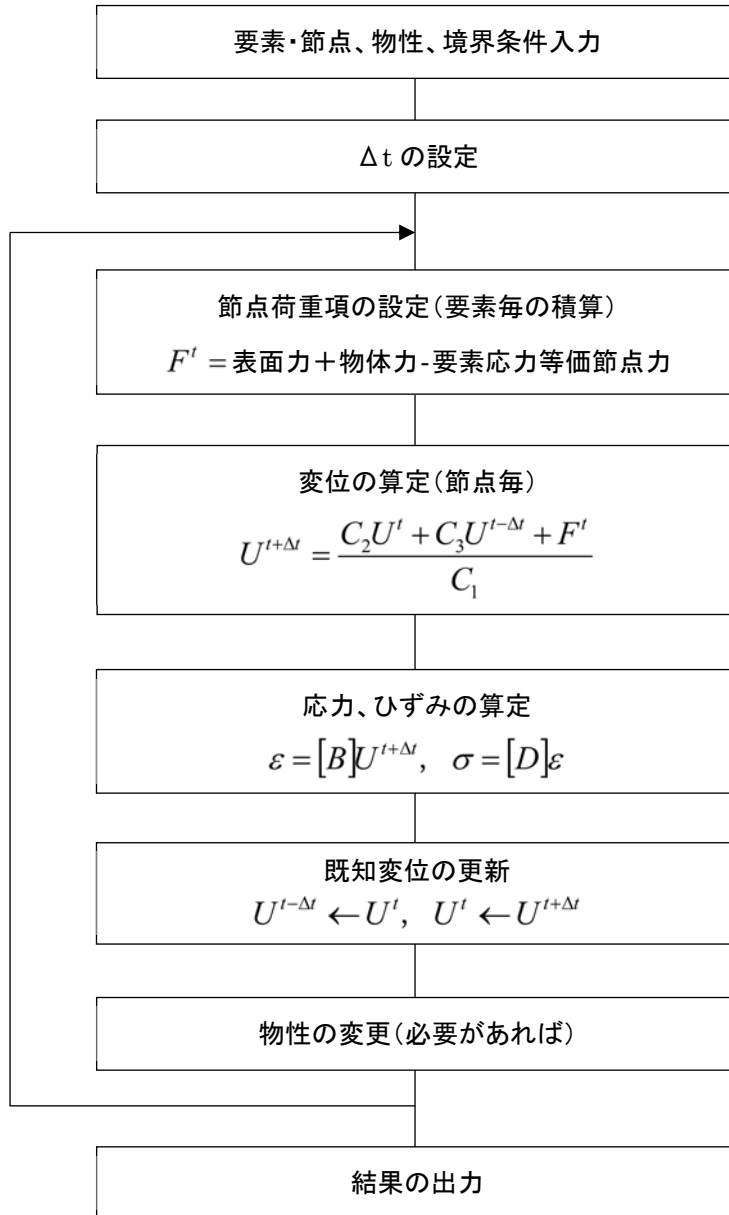 要素・節点、物性、境界条件入力
Δtの設定
節点荷重項の設定(要素毎の積算)
F^t = 表面力＋物体力-要素応力等価節点力
変位の算定(節点毎)
U^{t+Δt} = \frac{C_2U^t + C_3U^{t-Δt} + F^t}{C_1}
応力、ひずみの算定
ε = [B]U^{t+Δt}, σ = [D]ε
既知変位の更新
U^{t-Δt} ← U^t, U^t ← U^{t+Δt}
物性の変更(必要があれば)
結果の出力